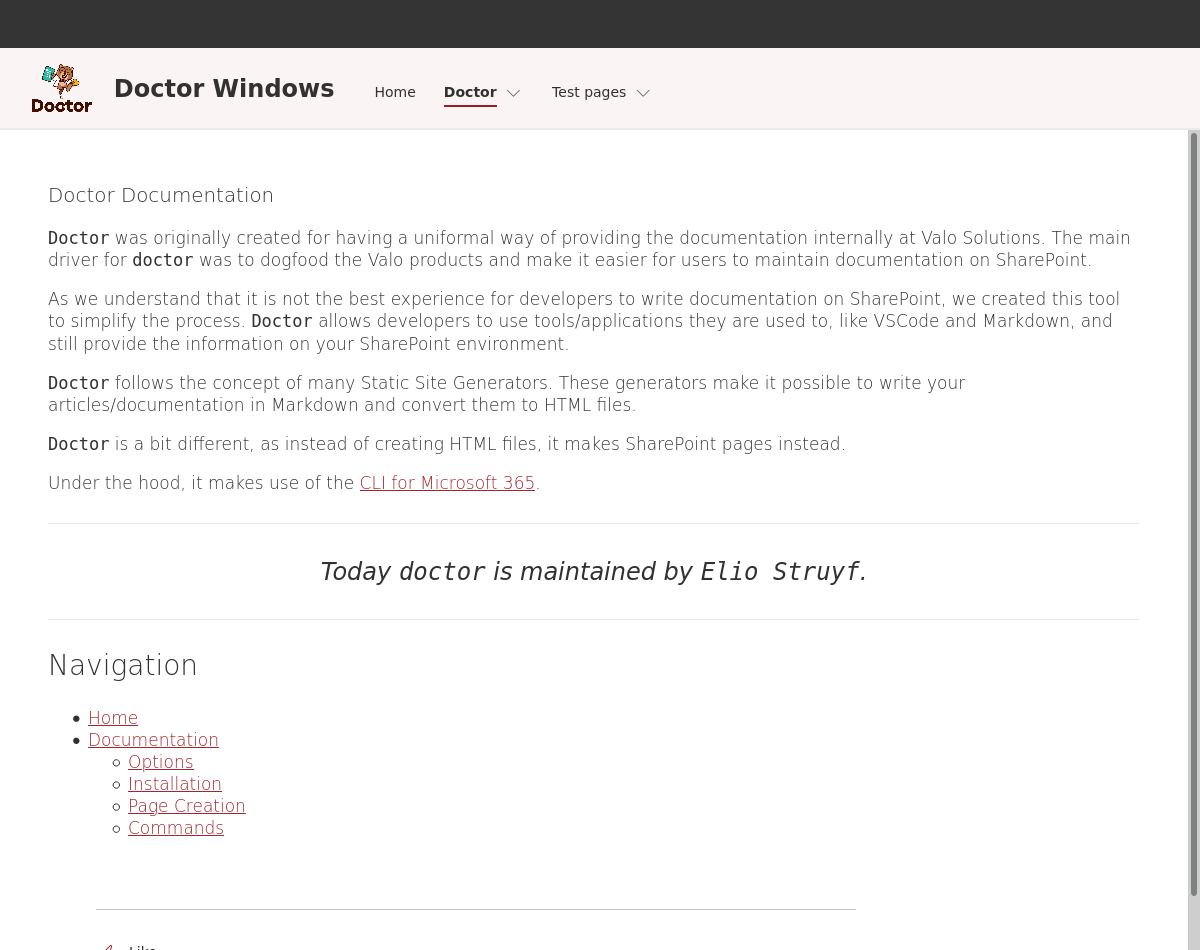 Doctor
Doctor Windows
Home
Doctor
Test pages
Doctor Documentation
Doctor was originally created for having a uniformal way of providing the documentation internally at Valo Solutions. The main
driver for doctor was to dogfood the Valo products and make it easier for users to maintain documentation on SharePoint.
As we understand that it is not the best experience for developers to write documentation on SharePoint, we created this tool
to simplify the process. Doctor allows developers to use tools/applications they are used to, like VSCode and Markdown, and
still provide the information on your SharePoint environment.
Doctor follows the concept of many Static Site Generators. These generators make it possible to write your
articles/documentation in Markdown and convert them to HTML files.
Doctor is a bit different, as instead of creating HTML files, it makes SharePoint pages instead.
Under the hood, it makes use of the CLI for Microsoft 365.
Today doctor is maintained by Elio Struyf.
Navigation
Home
Documentation
Options
Installation
Page Creation
Commands
Like